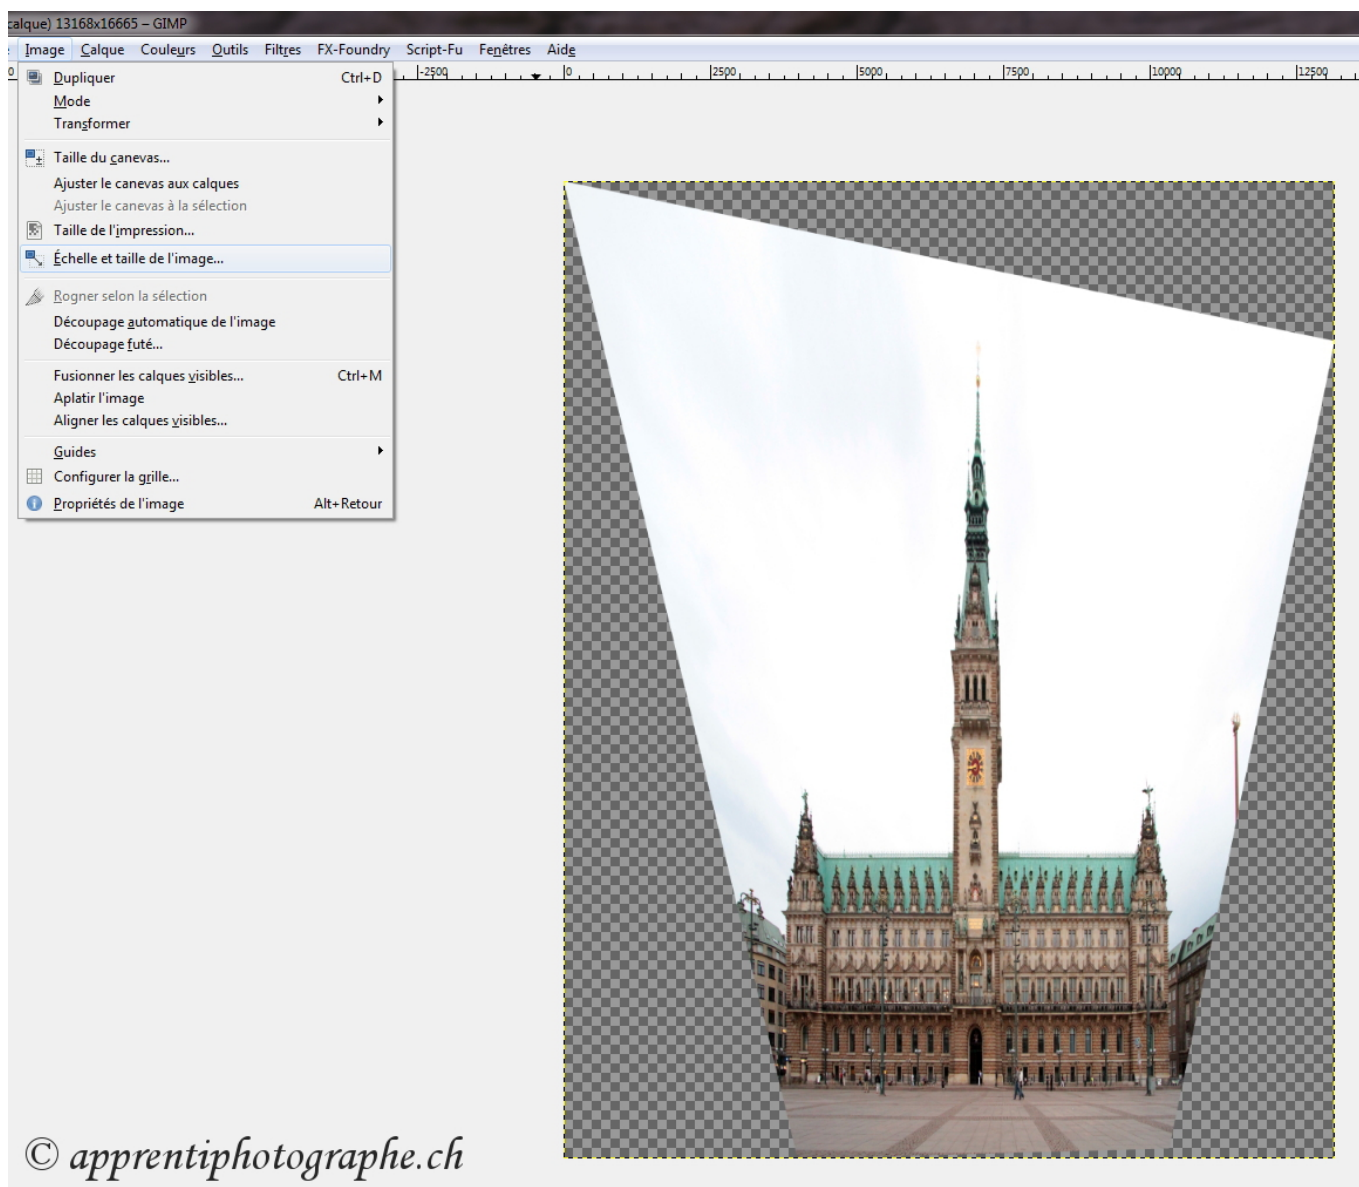 calque) 13168x16665 – GIMP
Image Calque Couleurs Outils Filtres FX-Foundry Script-Fu Fenêtres Aide
0 -2500 0 2500 5000 7500 10000 12500
Dupliquer Ctrl+D
Mode
Transformer
Taille du canevas...
Ajuster le canevas aux calques
Ajuster le canevas à la sélection
Taille de l'impression...
Échelle et taille de l'image...
Rogner selon la sélection
Découpage automatique de l'image
Découpage futé...
Fusionner les calques visibles... Ctrl+M
Aplatir l'image
Aligner les calques visibles...
Guides
Configurer la grille...
Propriétés de l'image Alt+Retour
© apprentiphotographe.ch